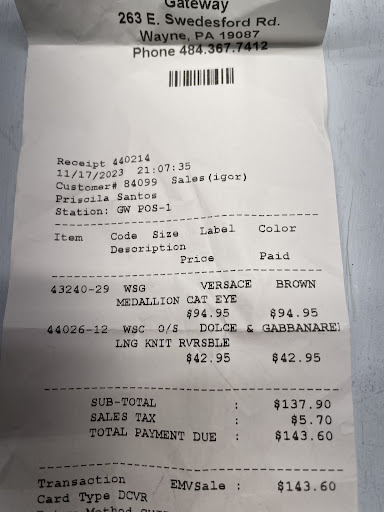 Gateway
263 E. Swedesford Rd.
Wayne, PA 19087
Phone 484.367.7412
Receipt 440214
11/17/2023 21:07:35
Customer# 84099 Sales(igor)
Priscila Santos
Station: GW POS-1
Item Code Size Label Color
Description
Price Paid
43240-29 WSG VERSACE BROWN
MEDALLION CAT EYE
$94.95 $94.95
44026-12 WSC O/S DOLCE & GABBANARE
LNG KNIT RVRSBLE
$42.95 $42.95
SUB-TOTAL : $137.90
SALES TAX : $5.70
TOTAL PAYMENT DUE : $143.60
Transaction EMVSale : $143.60
Card Type DCVR